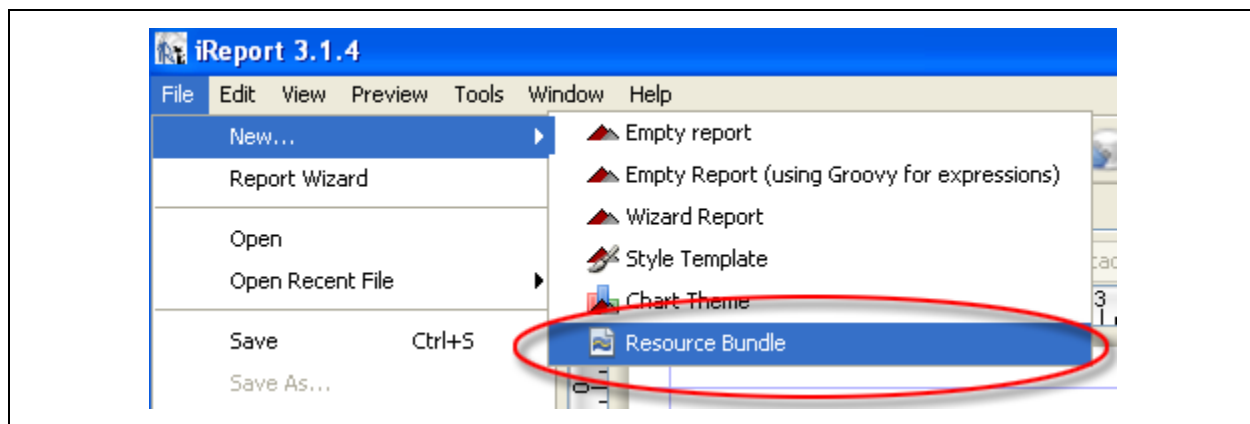 iReport 3.1.4
File Edit View Preview Tools Window Help
New...
Report Wizard
Open
Open Recent File
Save Ctrl+S
Save As...
Empty report
Empty Report (using Groovy for expressions)
Wizard Report
Style Template
Chart Theme
Resource Bundle
3